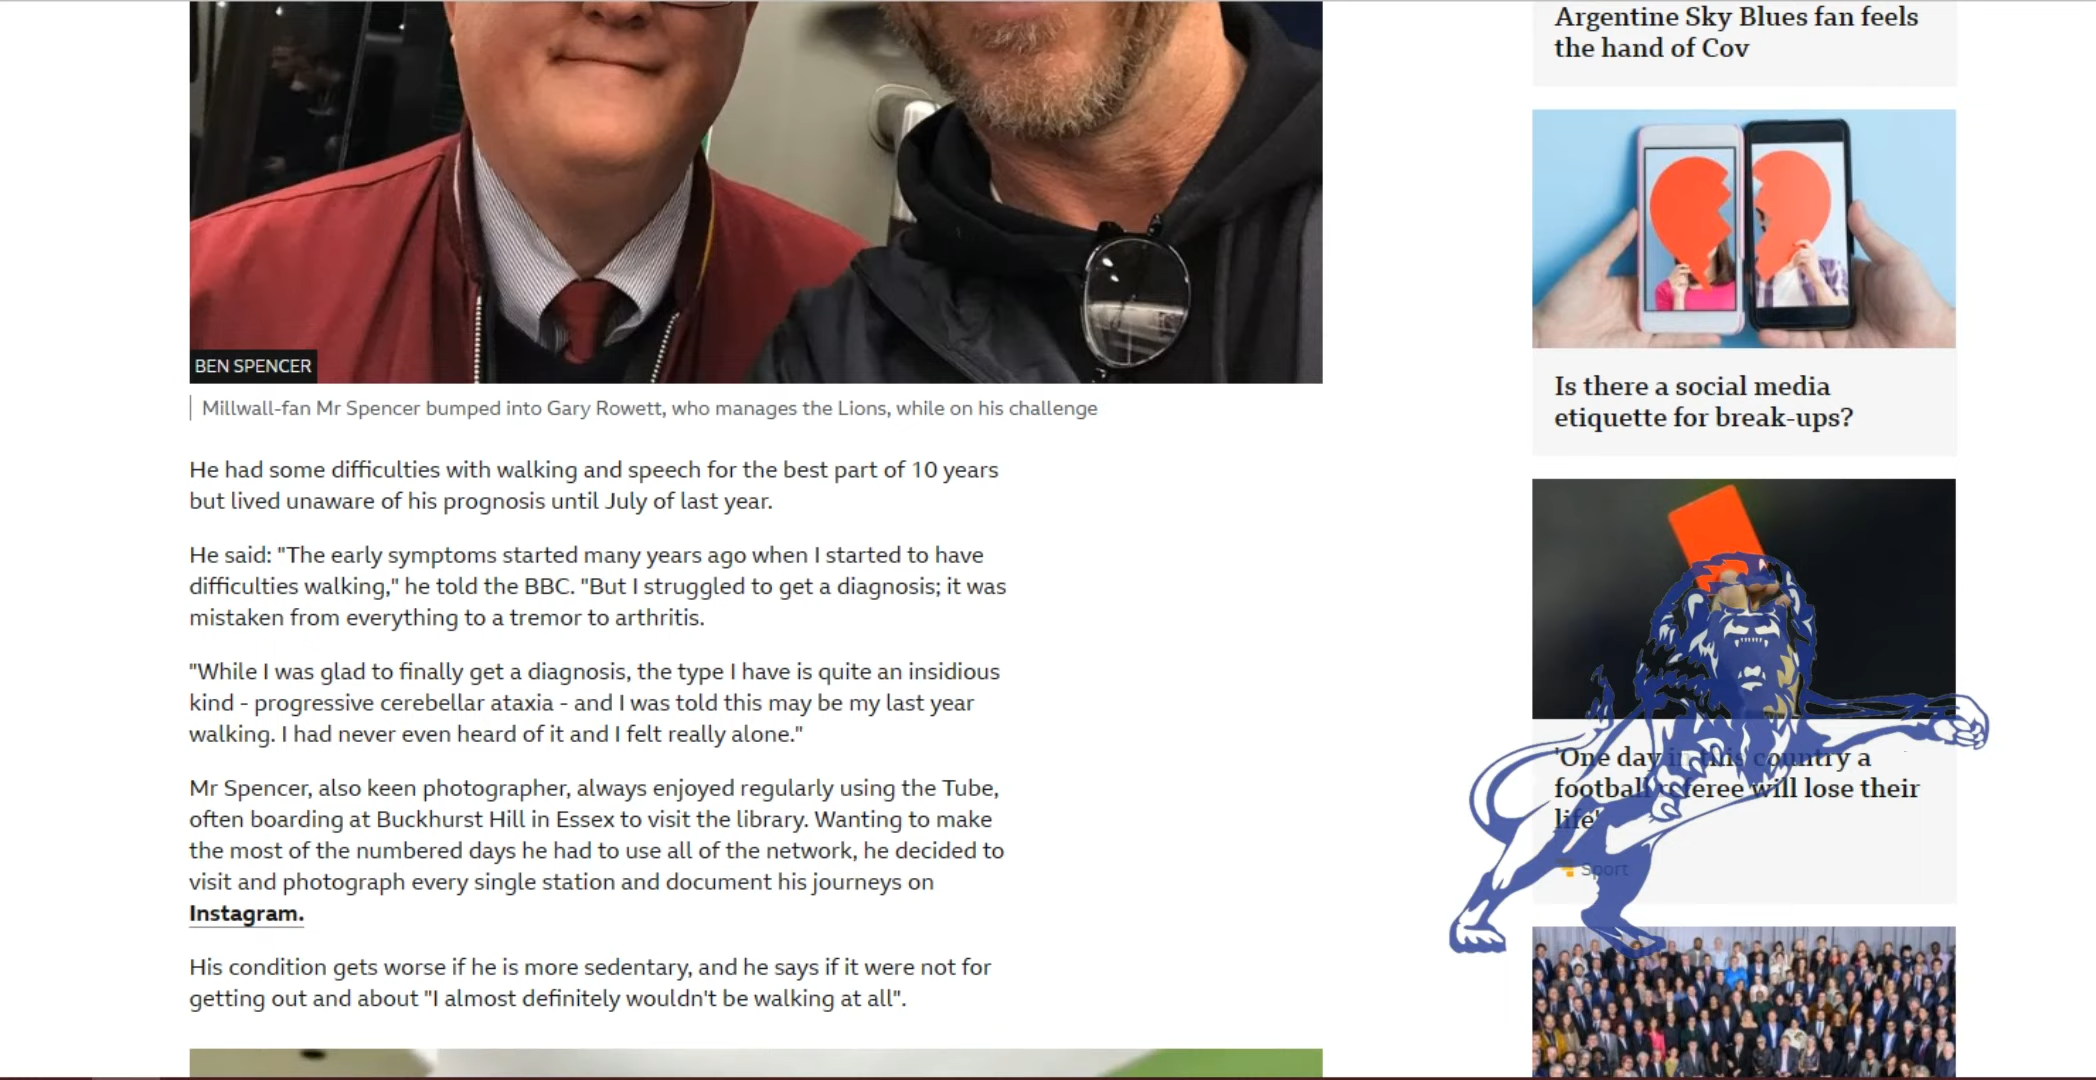 BEN SPENCER
Millwall-fan Mr Spencer bumped into Gary Rowett, who manages the Lions, while on his challenge
He had some difficulties with walking and speech for the best part of 10 years
but lived unaware of his prognosis until July of last year.
He said: "The early symptoms started many years ago when I started to have
difficulties walking," he told the BBC. "But I struggled to get a diagnosis; it was
mistaken from everything to a tremor to arthritis.
"While I was glad to finally get a diagnosis, the type I have is quite an insidious
kind - progressive cerebellar ataxia - and I was told this may be my last year
walking. I had never even heard of it and I felt really alone."
Mr Spencer, also keen photographer, always enjoyed regularly using the Tube,
often boarding at Buckhurst Hill in Essex to visit the library. Wanting to make
the most of the numbered days he had to use all of the network, he decided to
visit and photograph every single station and document his journeys on
Instagram.
His condition gets worse if he is more sedentary, and he says if it were not for
getting out and about "I almost definitely wouldn't be walking at all".
Argentine Sky Blues fan feels
the hand of Cov
Is there a social media
etiquette for break-ups?
'One day in this country a
football referee will lose their
life'
Sport